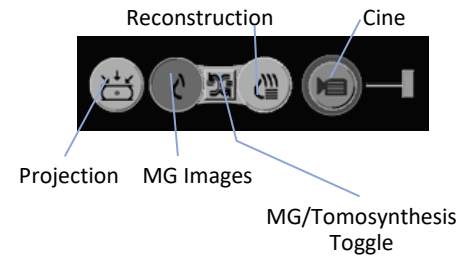 Reconstruction
Cine
Projection
MG Images
MG/Tomosynthesis
Toggle